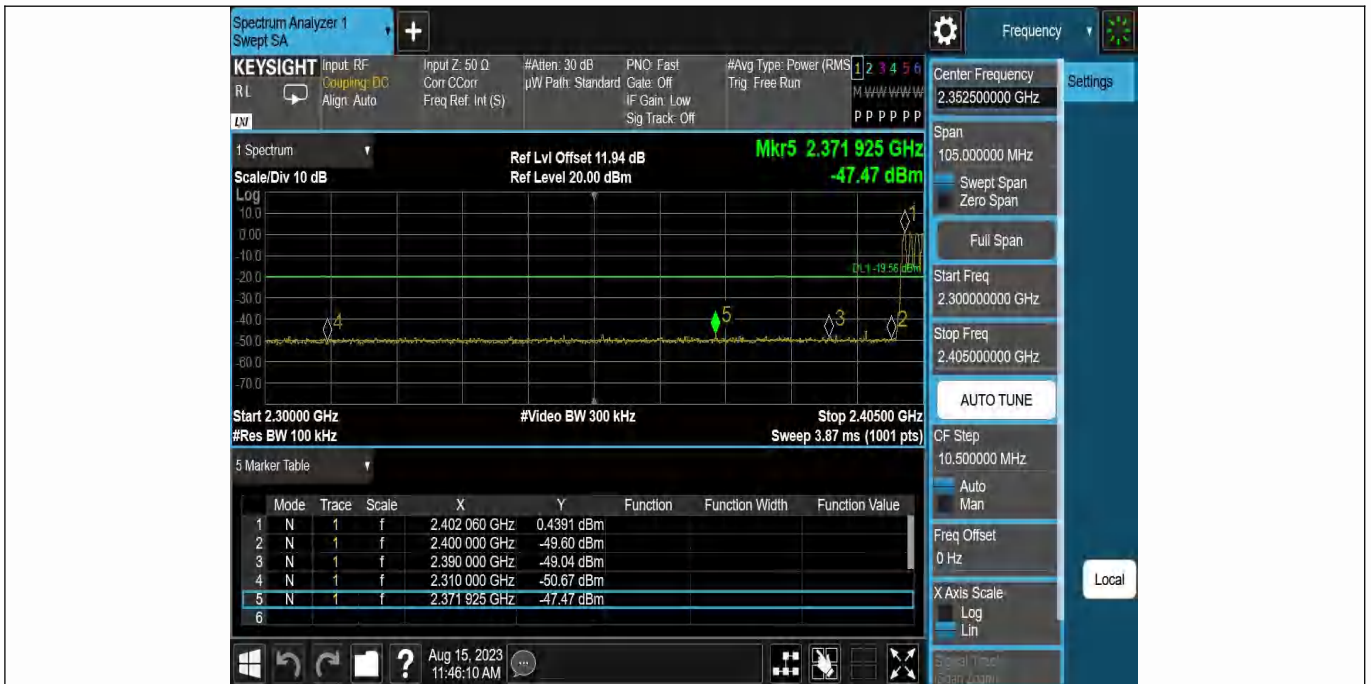 Spectrum Analyzer 1
Swept SA
+
Frequency
KEYSIGHT
RL
LXI
Input: RF
Coupling: DC
Align: Auto
Input Z: 50 Ω
Corr CCorr
Freq Ref: Int (S)
#Atten: 30 dB
µW Path: Standard
PNO: Fast
Gate: Off
IF Gain: Low
Sig Track: Off
#Avg Type: Power (RMS
Trig: Free Run
1 2 3 4 5 6
M W W W W W
P P P P P P
1 Spectrum
Scale/Div 10 dB
Ref Lvl Offset 11.94 dB
Ref Level 20.00 dBm
Mkr5 2.371 925 GHz
-47.47 dBm
Log
10.0
0.00
-10.0
-20.0
-30.0
-40.0
-50.0
-60.0
-70.0
1
DL1 -19.56 dBm
4
5
3
2
Start 2.30000 GHz
#Video BW 300 kHz
Stop 2.40500 GHz
#Res BW 100 kHz
Sweep 3.87 ms (1001 pts)
5 Marker Table
Mode Trace Scale X Y Function Function Width Function Value
1 N 1 f 2.402 060 GHz 0.4391 dBm
2 N 1 f 2.400 000 GHz -49.60 dBm
3 N 1 f 2.390 000 GHz -49.04 dBm
4 N 1 f 2.310 000 GHz -50.67 dBm
5 N 1 f 2.371 925 GHz -47.47 dBm
6
?
Aug 15, 2023
11:46:10 AM
Center Frequency
2.352500000 GHz
Settings
Span
105.000000 MHz
Swept Span
Zero Span
Full Span
Start Freq
2.300000000 GHz
Stop Freq
2.405000000 GHz
AUTO TUNE
CF Step
10.500000 MHz
Auto
Man
Freq Offset
0 Hz
Local
X Axis Scale
Log
Lin
Signal Track
(Span Zoom)